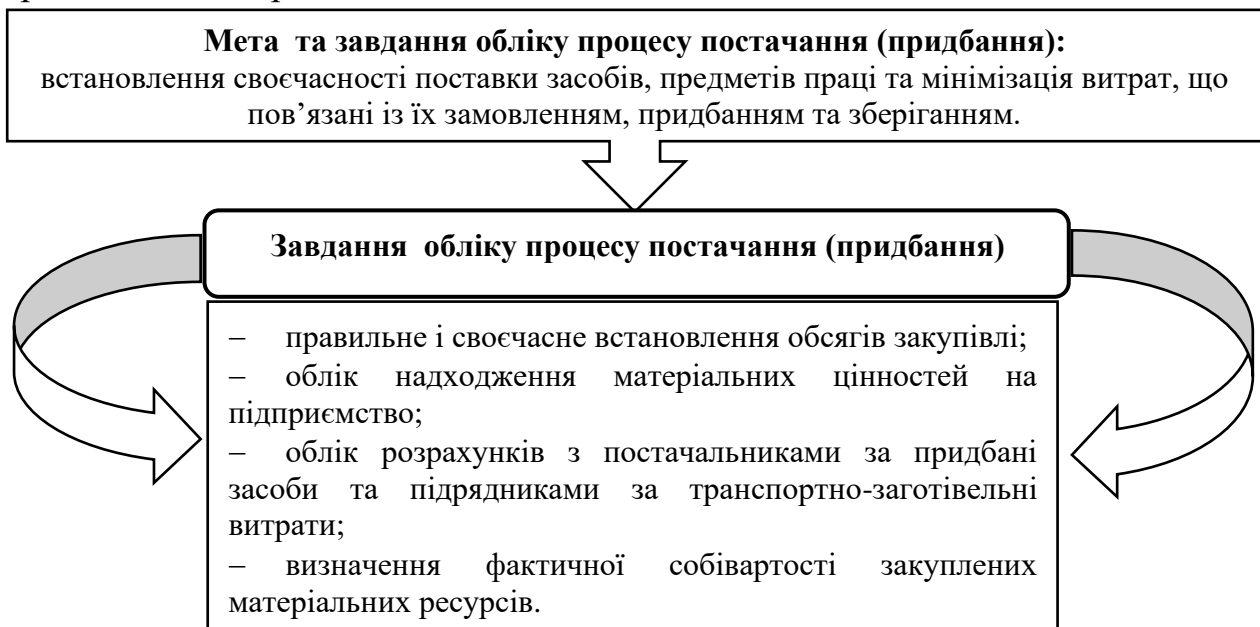 Мета та завдання обліку процесу постачання (придбання):
встановлення своєчасності поставки засобів, предметів праці та мінімізація витрат, що
пов’язані із їх замовленням, придбанням та зберіганням.
Завдання обліку процесу постачання (придбання)
– правильне і своєчасне встановлення обсягів закупівлі;
– облік надходження матеріальних цінностей на
підприємство;
– облік розрахунків з постачальниками за придбані
засоби та підрядниками за транспортно-заготівельні
витрати;
– визначення фактичної собівартості закуплених
матеріальних ресурсів.